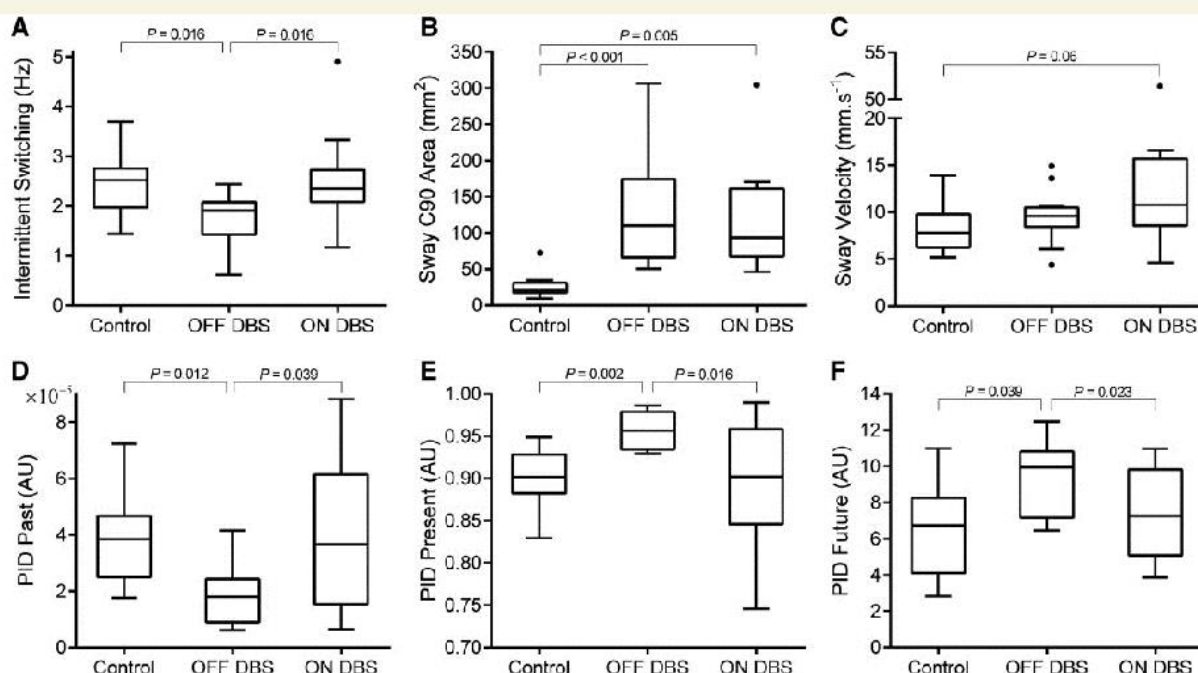 A
P = 0.016
P = 0.016
Intermittent Switching (Hz)
5
4
3
2
1
0
Control
OFF DBS
ON DBS
B
P = 0.005
P < 0.001
Sway C90 Area (mm²)
350
300
250
200
150
100
50
0
Control
OFF DBS
ON DBS
C
P = 0.06
Sway Velocity (mm.s⁻¹)
55
50
20
15
10
5
0
Control
OFF DBS
ON DBS
D
×10⁻⁵
P = 0.012
P = 0.039
PID Past (AU)
8
6
4
2
0
Control
OFF DBS
ON DBS
E
P = 0.002
P = 0.016
PID Present (AU)
1.00
0.95
0.90
0.85
0.80
0.75
0.70
Control
OFF DBS
ON DBS
F
P = 0.039
P = 0.023
PID Future (AU)
14
12
10
8
6
4
2
0
Control
OFF DBS
ON DBS